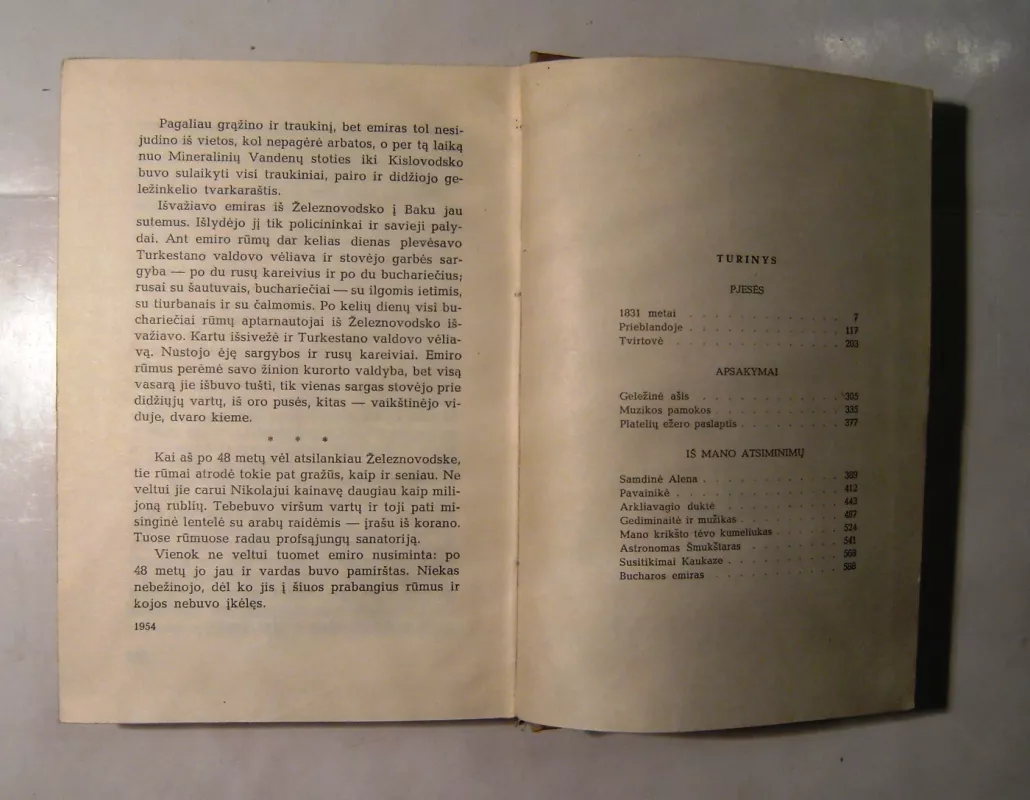 Pagaliau grąžino ir traukinį, bet emiras tol nesi-
judino iš vietos, kol nepagėrė arbatos, o per tą laiką
nuo Mineralinių Vandenų stoties iki Kislovodsko
buvo sulaikyti visi traukiniai, pairo ir didžiojo ge-
ležinkelio tvarkaraštis.
Išvažiavo emiras iš Železnovodsko į Baku jau
sutemus. Išlydėjo jį tik policininkai ir savieji paly-
dai. Ant emiro rūmų dar kelias dienas plevėsavo
Turkestano valdovo vėliava ir stovėjo garbės sar-
gyba — po du rusų kareivius ir po du buchariečius;
rusai su šautuvais, buchariečiai — su ilgomis ietimis,
su tiurbanais ir su čalmomis. Po kelių dienų visi bu-
chariečiai rūmų aptarnautojai iš Železnovodsko iš-
važiavo. Kartu išsivežė ir Turkestano valdovo vėlia-
vą. Nustojo ėję sargybos ir rusų kareiviai. Emiro
rūmus perėmė savo žinion kurorto valdyba, bet visą
vasarą jie išbuvo tušti, tik vienas sargas stovėjo prie
didžiųjų vartų, iš oro pusės, kitas — vaikštinėjo vi-
duje, dvaro kieme.
* * *
Kai aš po 48 metų vėl atsilankiau Železnovodske,
tie rūmai atrodė tokie pat gražūs, kaip ir seniau. Ne
veltui jie carui Nikolajui kainavę daugiau kaip mili-
joną rublių. Tebebuvo viršum vartų ir toji pati mi-
singinė lentelė su arabų raidėmis — įrašu iš korano.
Tuose rūmuose radau profsąjungų sanatoriją.
Vienok ne veltui tuomet emiro nusiminta: po
48 metų jo jau ir vardas buvo pamirštas. Niekas
nebežinojo, dėl ko jis į šiuos prabangius rūmus ir
kojos nebuvo įkėlęs.
1954
TURINYS
PJESĖS
1831 metai . . . . . . . . . . . . 7
Prieblandoje . . . . . . . . . . . . 117
Tvirtovė . . . . . . . . . . . . 203
APSAKYMAI
Geležinė ašis . . . . . . . . . . . 305
Muzikos pamokos . . . . . . . . . . 335
Platelių ežero paslaptis . . . . . . . . 377
IŠ MANO ATSIMINIMŲ
Samdinė Alena . . . . . . . . . . 389
Pavainikė . . . . . . . . . . . . 412
Arkliavagio duktė . . . . . . . . . 443
Gediminaitė ir mužikas . . . . . . . . 487
Mano krikšto tėvo kumeliukas . . . . . . 524
Astronomas Šmukštaras . . . . . . . . 541
Susitikimai Kaukaze . . . . . . . . . 568
Bucharos emiras . . . . . . . . . . 588